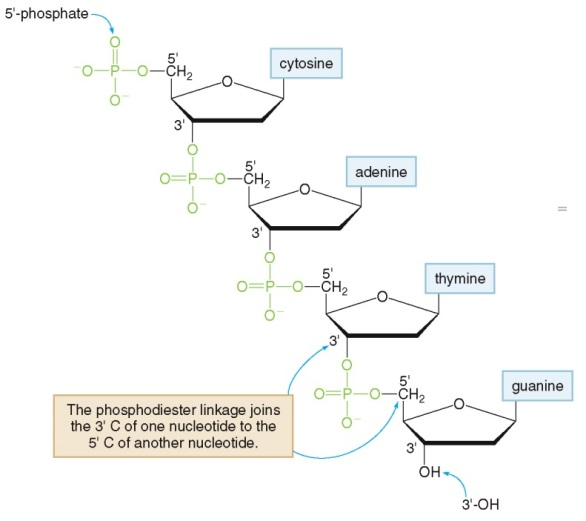 5'-phosphate
O
⁻O–P–O–CH₂
5'
O⁻
O
cytosine
3'
O
O=P–O–CH₂
5'
O⁻
O
adenine
3'
O
O=P–O–CH₂
5'
O⁻
O
thymine
3'
O
O=P–O–CH₂
5'
O⁻
O
guanine
3'
OH
3'-OH
The phosphodiester linkage joins
the 3' C of one nucleotide to the
5' C of another nucleotide.
=